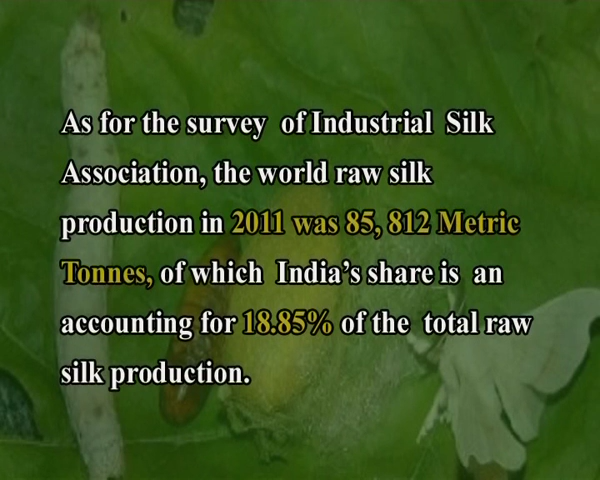 As for the survey of Industrial Silk
Association, the world raw silk
production in 2011 was 85, 812 Metric
Tonnes, of which India's share is an
accounting for 18.85% of the total raw
silk production.